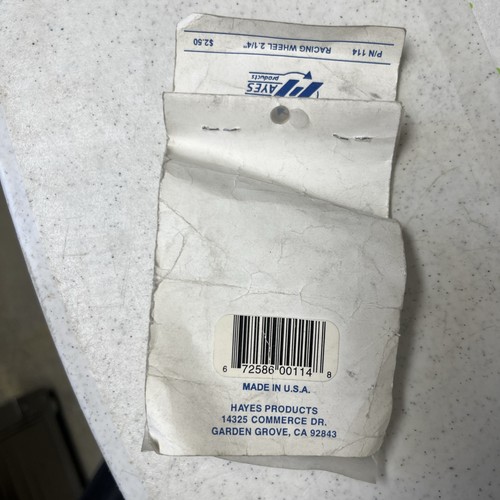 P/N 114 RACING WHEEL 2 1/4" $2.50
HAYES
products
6 72586 00114 8
MADE IN U.S.A.
HAYES PRODUCTS
14325 COMMERCE DR.
GARDEN GROVE, CA 92843